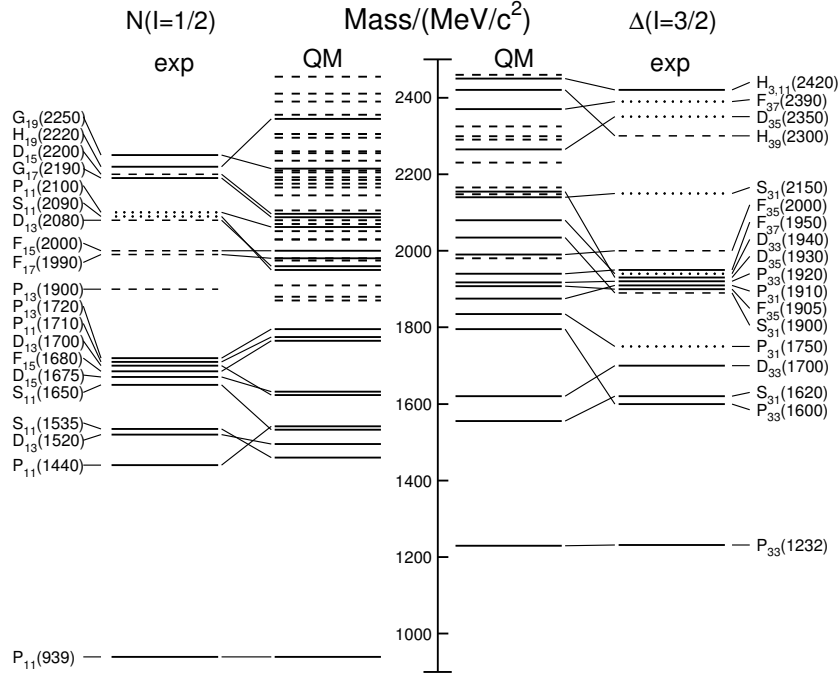 N(I=1/2) Mass/(MeV/c²) Δ(I=3/2)
exp QM QM exp
G₁₉(2250)
H₁₉(2220)
D₁₅(2200)
G₁₇(2190)
P₁₁(2100)
S₁₁(2090)
D₁₃(2080)
F₁₅(2000)
F₁₇(1990)
P₁₃(1900)
P₁₃(1720)
P₁₁(1710)
D₁₃(1700)
F₁₅(1680)
D₁₅(1675)
S₁₁(1650)
S₁₁(1535)
D₁₃(1520)
P₁₁(1440)
P₁₁(939)
2400
2200
2000
1800
1600
1400
1200
1000
H₃,₁₁(2420)
F₃₇(2390)
D₃₅(2350)
H₃₉(2300)
S₃₁(2150)
F₃₅(2000)
F₃₇(1950)
D₃₃(1940)
D₃₅(1930)
P₃₃(1920)
P₃₁(1910)
F₃₅(1905)
S₃₁(1900)
P₃₁(1750)
D₃₃(1700)
S₃₁(1620)
P₃₃(1600)
P₃₃(1232)